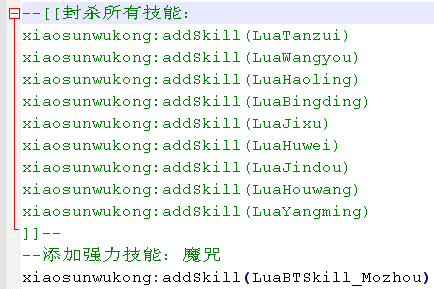 --[[封杀所有技能：
xiaosunwukong:addSkill(LuaTanzui)
xiaosunwukong:addSkill(LuaWangyou)
xiaosunwukong:addSkill(LuaHaoling)
xiaosunwukong:addSkill(LuaBingding)
xiaosunwukong:addSkill(LuaJixu)
xiaosunwukong:addSkill(LuaHuwei)
xiaosunwukong:addSkill(LuaJindou)
xiaosunwukong:addSkill(LuaHouwang)
xiaosunwukong:addSkill(LuaYangming)
]]--
--添加强力技能：魔咒
xiaosunwukong:addSkill(LuaBTSkill_Mozhou)